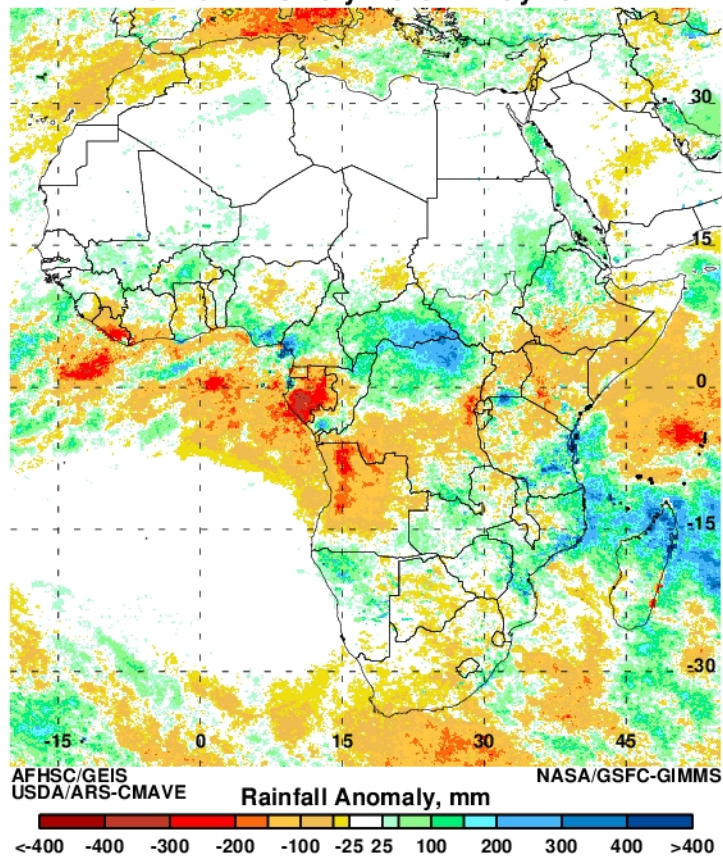 30
15
0
-15
-30
-15 0 15 30 45
AFHSC/GEIS NASA/GSFC-GIMMS
USDA/ARS-CMAVE
Rainfall Anomaly, mm
<-400 -400 -300 -200 -100 -25 25 100 200 300 400 >400